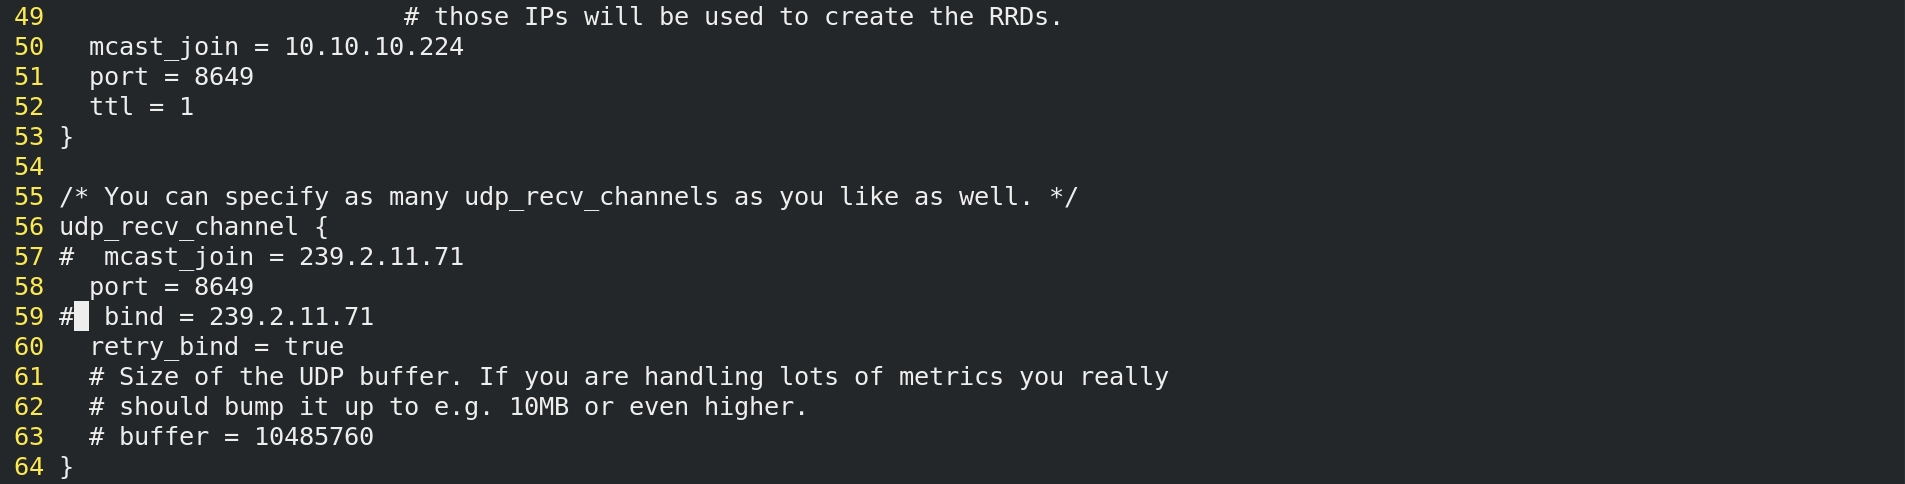 49                        # those IPs will be used to create the RRDs.
50   mcast_join = 10.10.10.224
51   port = 8649
52   ttl = 1
53 }
54
55 /* You can specify as many udp_recv_channels as you like as well. */
56 udp_recv_channel {
57 #  mcast_join = 239.2.11.71
58   port = 8649
59 #  bind = 239.2.11.71
60   retry_bind = true
61   # Size of the UDP buffer. If you are handling lots of metrics you really
62   # should bump it up to e.g. 10MB or even higher.
63   # buffer = 10485760
64 }